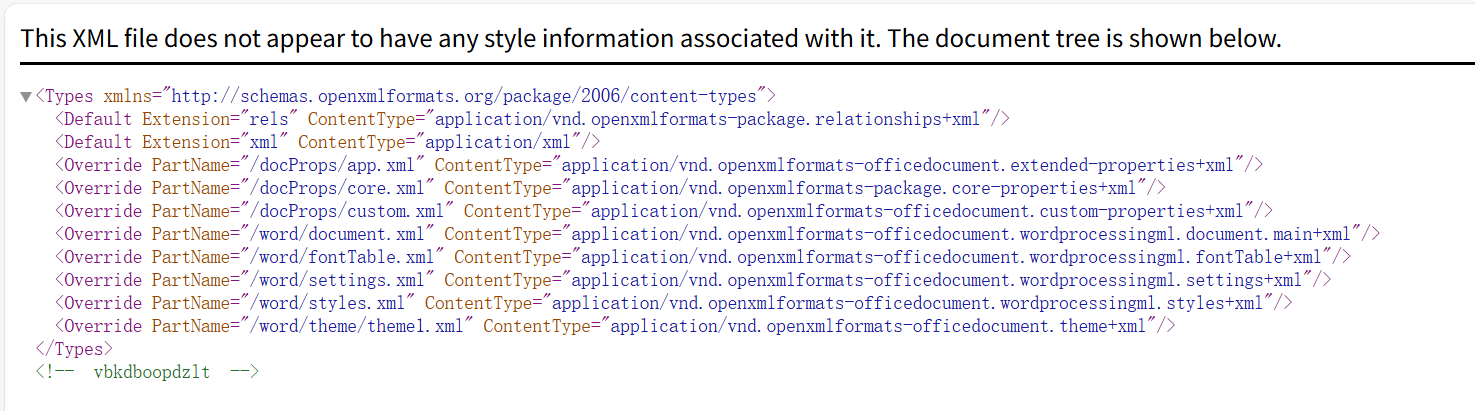 This XML file does not appear to have any style information associated with it. The document tree is shown below.
▼<Types xmlns="http://schemas.openxmlformats.org/package/2006/content-types">
<Default Extension="rels" ContentType="application/vnd.openxmlformats-package.relationships+xml"/>
<Default Extension="xml" ContentType="application/xml"/>
<Override PartName="/docProps/app.xml" ContentType="application/vnd.openxmlformats-officedocument.extended-properties+xml"/>
<Override PartName="/docProps/core.xml" ContentType="application/vnd.openxmlformats-package.core-properties+xml"/>
<Override PartName="/docProps/custom.xml" ContentType="application/vnd.openxmlformats-officedocument.custom-properties+xml"/>
<Override PartName="/word/document.xml" ContentType="application/vnd.openxmlformats-officedocument.wordprocessingml.document.main+xml"/>
<Override PartName="/word/fontTable.xml" ContentType="application/vnd.openxmlformats-officedocument.wordprocessingml.fontTable+xml"/>
<Override PartName="/word/settings.xml" ContentType="application/vnd.openxmlformats-officedocument.wordprocessingml.settings+xml"/>
<Override PartName="/word/styles.xml" ContentType="application/vnd.openxmlformats-officedocument.wordprocessingml.styles+xml"/>
<Override PartName="/word/theme/theme1.xml" ContentType="application/vnd.openxmlformats-officedocument.theme+xml"/>
</Types>
<!-- vbkdboopdzlt -->